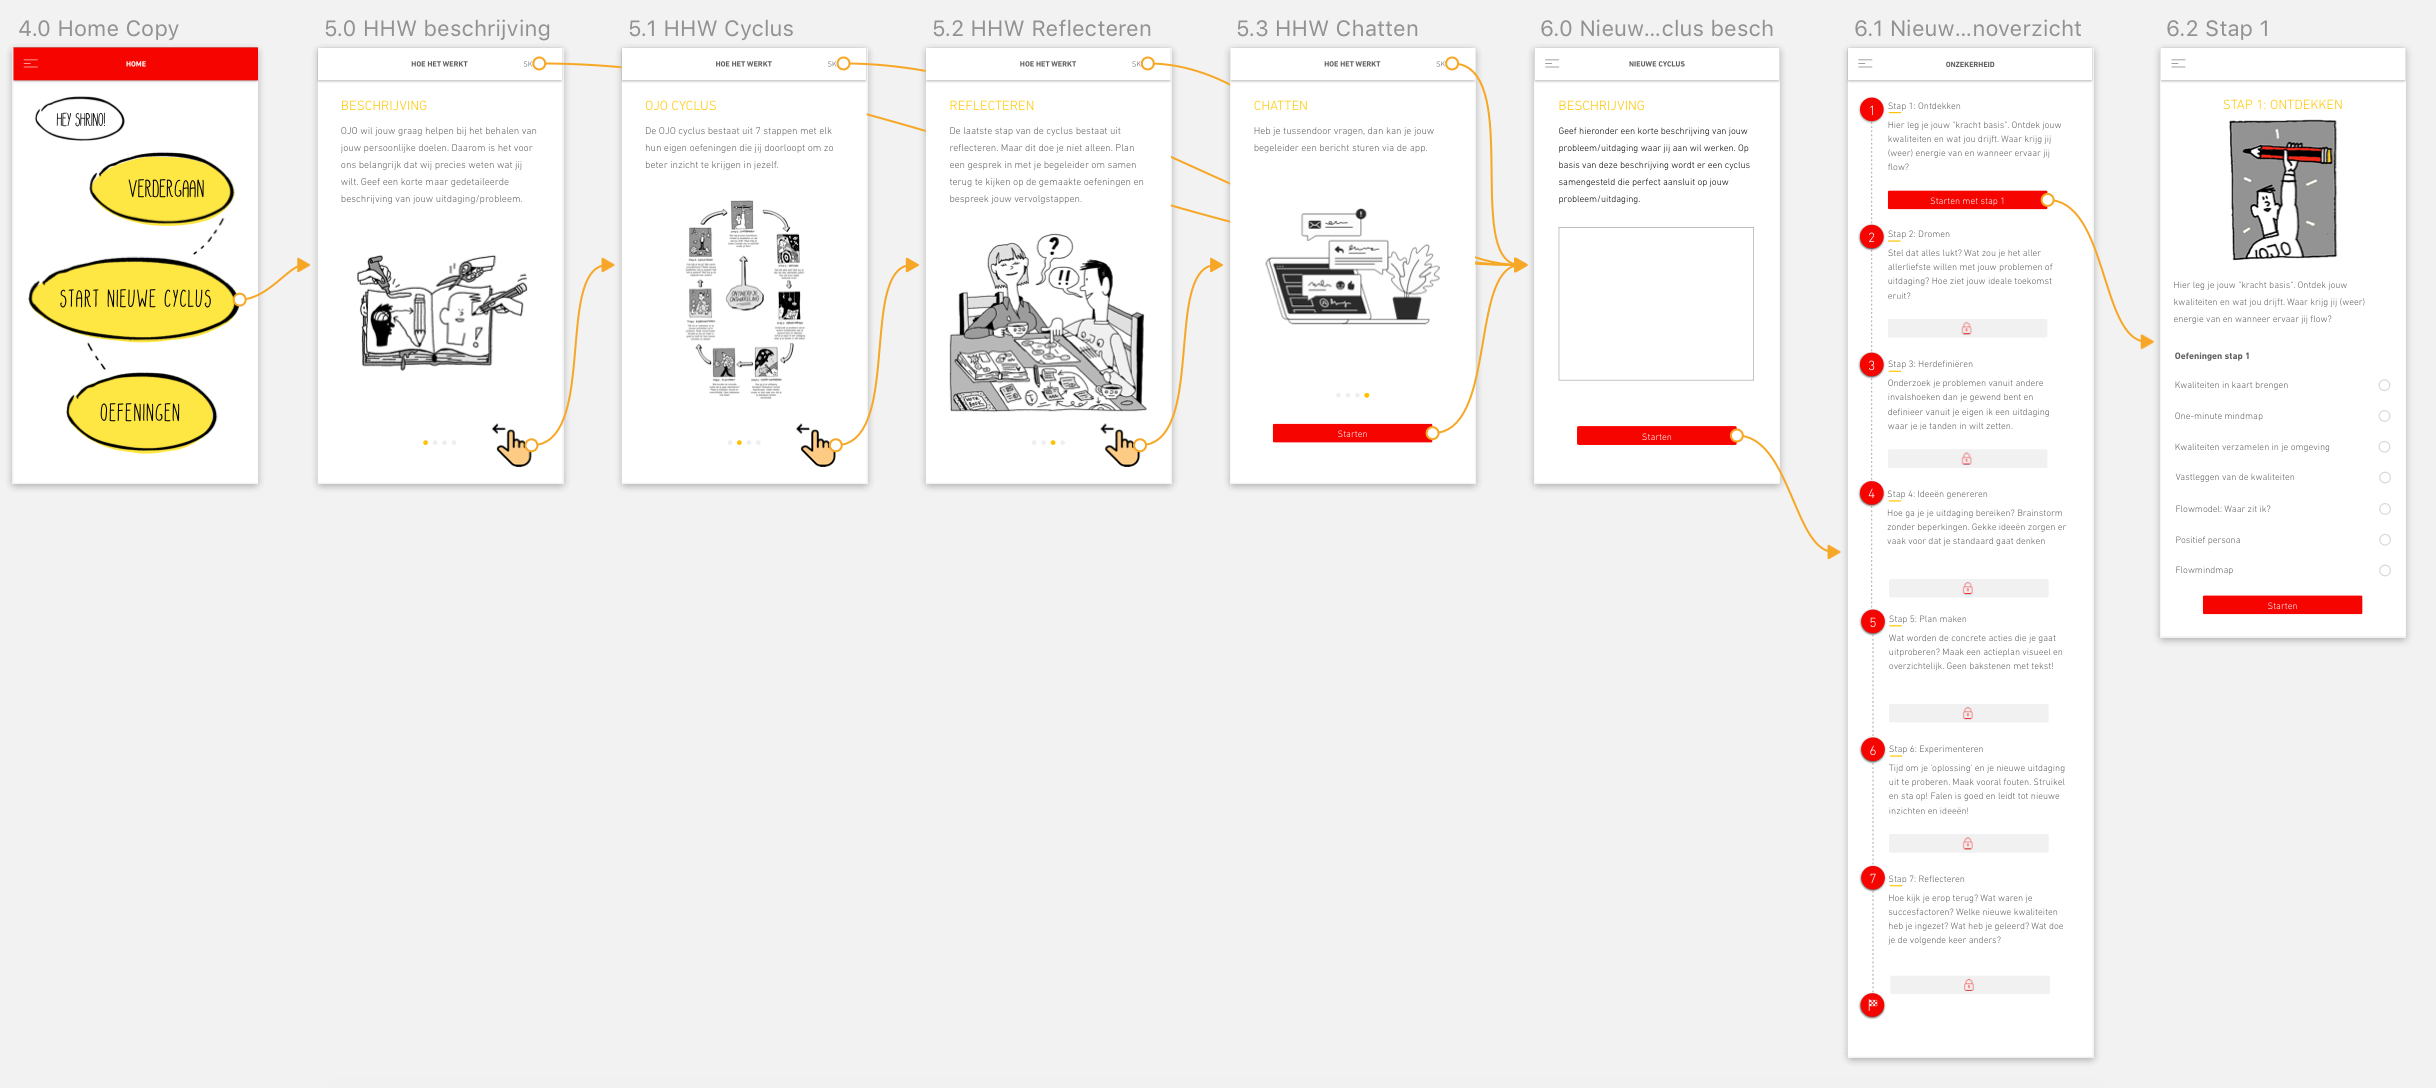 4.0 Home Copy
HOME
HEY SHRINO!
VERDERGAAN
START NIEUWE CYCLUS
OEFENINGEN
5.0 HHW beschrijving
HOE HET WERKT
SK
BESCHRIJVING
OJO wil jouw graag helpen bij het behalen van
jouw persoonlijke doelen. Daarom is het voor
ons belangrijk dat wij precies weten wat jij
wilt. Geef een korte maar gedetaileerde
beschrijving van jouw uitdaging/probleem.
5.1 HHW Cyclus
HOE HET WERKT
SK
OJO CYCLUS
De OJO cyclus bestaat uit 7 stappen met elk
hun eigen oefeningen die jij doorloopt om zo
beter inzicht te krijgen in jezelf.
5.2 HHW Reflecteren
HOE HET WERKT
SK
REFLECTEREN
De laatste stap van de cyclus bestaat uit
reflecteren. Maar dit doe je niet alleen. Plan
een gesprek in met je begeleider om samen
terug te kijken op de gemaakte oefeningen en
bespreek jouw vervolgstappen.
?
!!
5.3 HHW Chatten
HOE HET WERKT
SK
CHATTEN
Heb je tussendoor vragen, dan kan je jouw
begeleider een bericht sturen via de app.
Starten
6.0 Nieuw...clus besch
NIEUWE CYCLUS
BESCHRIJVING
Geef hieronder een korte beschrijving van jouw
probleem/uitdaging waar jij aan wil werken. Op
basis van deze beschrijving wordt er een cyclus
samengesteld die perfect aansluit op jouw
probleem/uitdaging.
Starten
6.1 Nieuw...noverzicht
ONZEKERHEID
1
Stap 1: Ontdekken
Hier leg je jouw "kracht basis". Ontdek jouw
kwaliteiten en wat jou drijft. Waar krijg jij
(weer) energie van en wanneer ervaar jij
flow?
Starten met stap 1
2
Stap 2: Dromen
Stel dat alles lukt? Wat zou je het aller
allerliefste willen met jouw problemen of
uitdaging? Hoe ziet jouw ideale toekomst
eruit?
3
Stap 3: Herdefiniëren
Onderzoek je problemen vanuit andere
invalshoeken dan je gewend bent en
definieer vanuit je eigen ik een uitdaging
waar je je tanden in wilt zetten.
4
Stap 4: Ideeën genereren
Hoe ga je je uitdaging bereiken? Brainstorm
zonder beperkingen. Gekke ideeën zorgen er
vaak voor dat je standaard gaat denken
5
Stap 5: Plan maken
Wat worden de concrete acties die je gaat
uitproberen? Maak een actieplan visueel en
overzichtelijk. Geen bakstenen met tekst!
6
Stap 6: Experimenteren
Tijd om je 'oplossing' en je nieuwe uitdaging
uit te proberen. Maak vooral fouten. Struikel
en sta op! Falen is goed en leidt tot nieuwe
inzichten en ideeën!
7
Stap 7: Reflecteren
Hoe kijk je erop terug? Wat waren je
succesfactoren? Welke nieuwe kwaliteiten
heb je ingezet? Wat heb je geleerd? Wat doe
je de volgende keer anders?
6.2 Stap 1
STAP 1: ONTDEKKEN
OJO
Hier leg je jouw "kracht basis". Ontdek jouw
kwaliteiten en wat jou drijft. Waar krijg jij (weer)
energie van en wanneer ervaar jij flow?
Oefeningen stap 1
Kwaliteiten in kaart brengen
One-minute mindmap
Kwaliteiten verzamelen in je omgeving
Vastleggen van de kwaliteiten
Flowmodel: Waar zit ik?
Positief persona
Flowmindmap
Starten